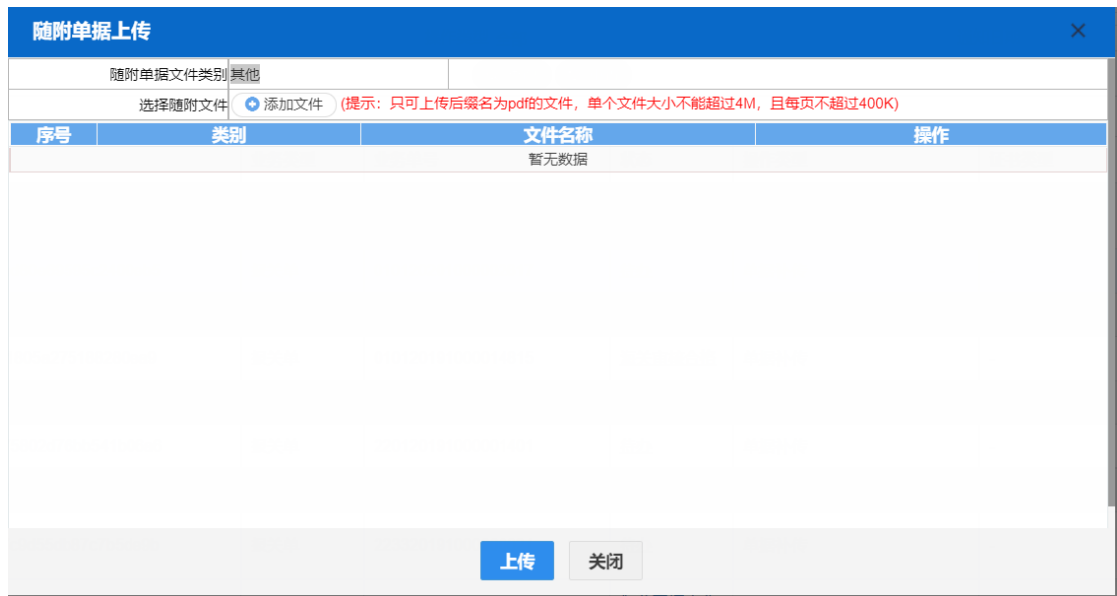 随附单据上传
随附单据文件类别 其他
选择随附文件 添加文件 (提示：只可上传后缀名为pdf的文件，单个文件大小不能超过4M，且每页不超过400K)
序号 类别 文件名称 操作
暂无数据
上传 关闭